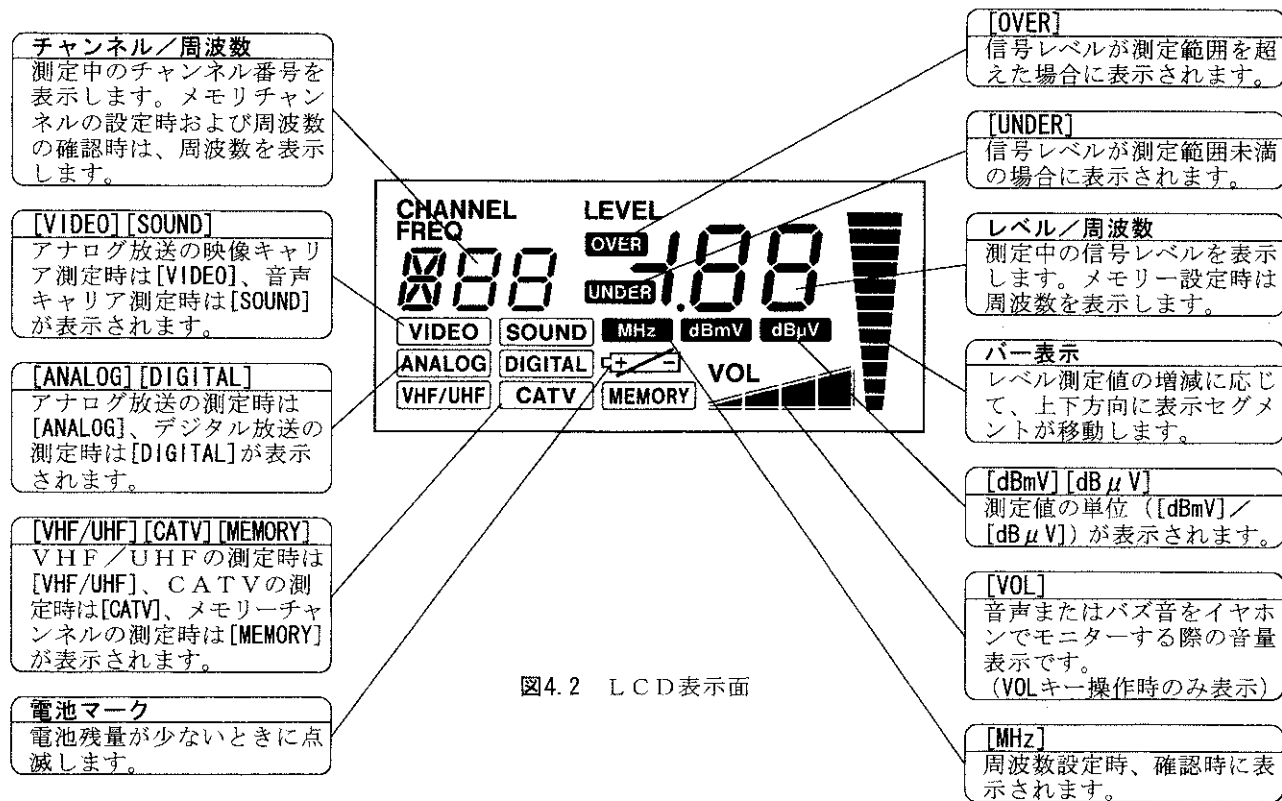 チャンネル／周波数
測定中のチャンネル番号を
表示します。メモリチャン
ネルの設定時および周波数
の確認時は、周波数を表示
します。
[VIDEO][SOUND]
アナログ放送の映像キャリ
ア測定時は[VIDEO]、音声
キャリア測定時は[SOUND]
が表示されます。
[ANALOG][DIGITAL]
アナログ放送の測定時は
[ANALOG]、デジタル放送の
測定時は[DIGITAL]が表示
されます。
[VHF/UHF][CATV][MEMORY]
ＶＨＦ／ＵＨＦの測定時は
[VHF/UHF]、ＣＡＴＶの測
定時は[CATV]、メモリーチャ
ンネルの測定時は[MEMORY]
が表示されます。
電池マーク
電池残量が少ないときに点
滅します。
CHANNEL
FREQ
LEVEL
OVER
UNDER
188
88
VIDEO SOUND MHz dBmV dBμV
ANALOG DIGITAL + − VOL
VHF/UHF CATV MEMORY
図4.2　ＬＣＤ表示面
[OVER]
信号レベルが測定範囲を超
えた場合に表示されます。
[UNDER]
信号レベルが測定範囲未満
の場合に表示されます。
レベル／周波数
測定中の信号レベルを表示
します。メモリー設定時は
周波数を表示します。
バー表示
レベル測定値の増減に応じ
て、上下方向に表示セグメ
ントが移動します。
[dBmV][dBμV]
測定値の単位（[dBmV]／
[dBμV]）が表示されます。
[VOL]
音声またはバズ音をイヤホ
ンでモニターする際の音量
表示です。
（VOLキー操作時のみ表示）
[MHz]
周波数設定時、確認時に表
示されます。